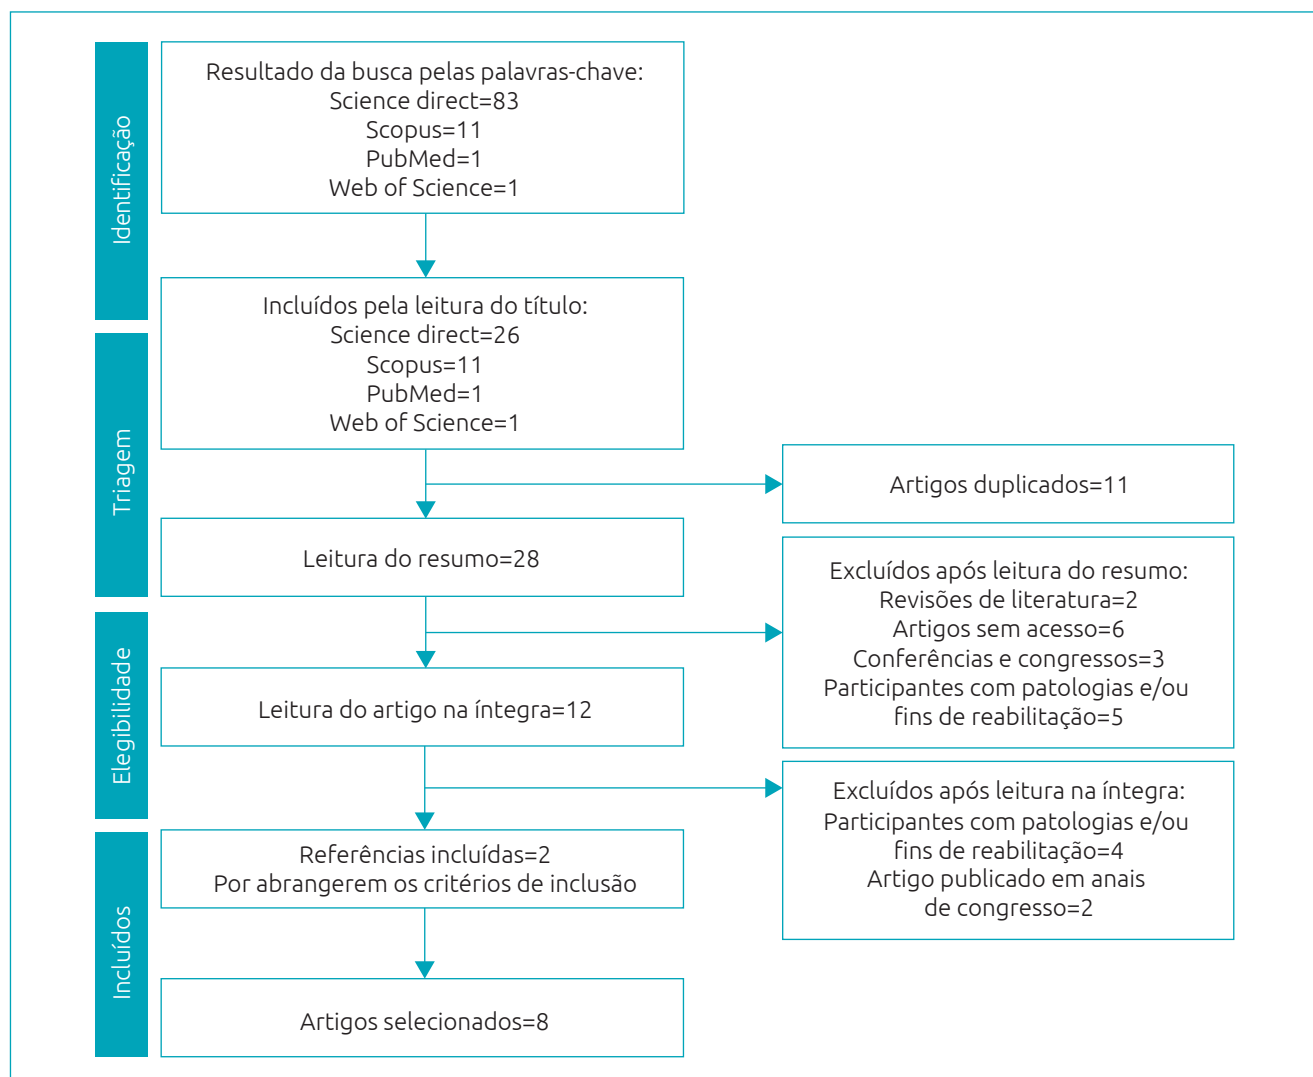 Identificação
Resultado da busca pelas palavras-chave:
Science direct=83
Scopus=11
PubMed=1
Web of Science=1
Incluídos pela leitura do título:
Science direct=26
Scopus=11
PubMed=1
Web of Science=1
Triagem
Artigos duplicados=11
Leitura do resumo=28
Excluídos após leitura do resumo:
Revisões de literatura=2
Artigos sem acesso=6
Conferências e congressos=3
Participantes com patologias e/ou
fins de reabilitação=5
Elegibilidade
Leitura do artigo na íntegra=12
Excluídos após leitura na íntegra:
Participantes com patologias e/ou
fins de reabilitação=4
Artigo publicado em anais
de congresso=2
Incluídos
Referências incluídas=2
Por abrangerem os critérios de inclusão
Artigos selecionados=8